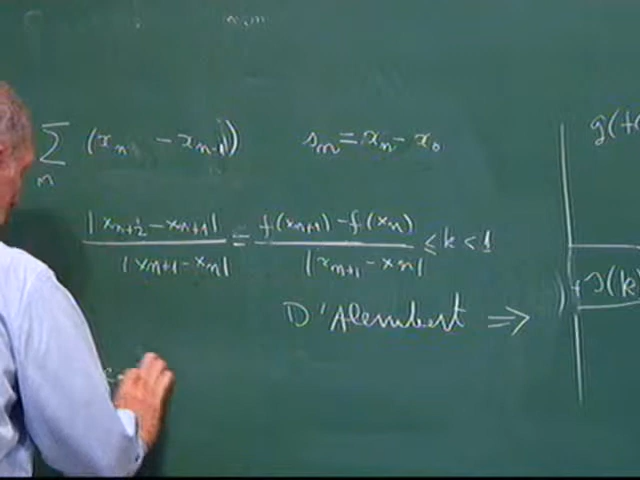 ∑ (xₙ − xₙ₋₁) sₙ = xₙ − x₀
n
|xₙ₊₂ − xₙ₊₁| / |xₙ₊₁ − xₙ| = f(xₙ₊₁) − f(xₙ) / |xₙ₊₁ − xₙ| ≤ k < 1
D'Alembert ⇒